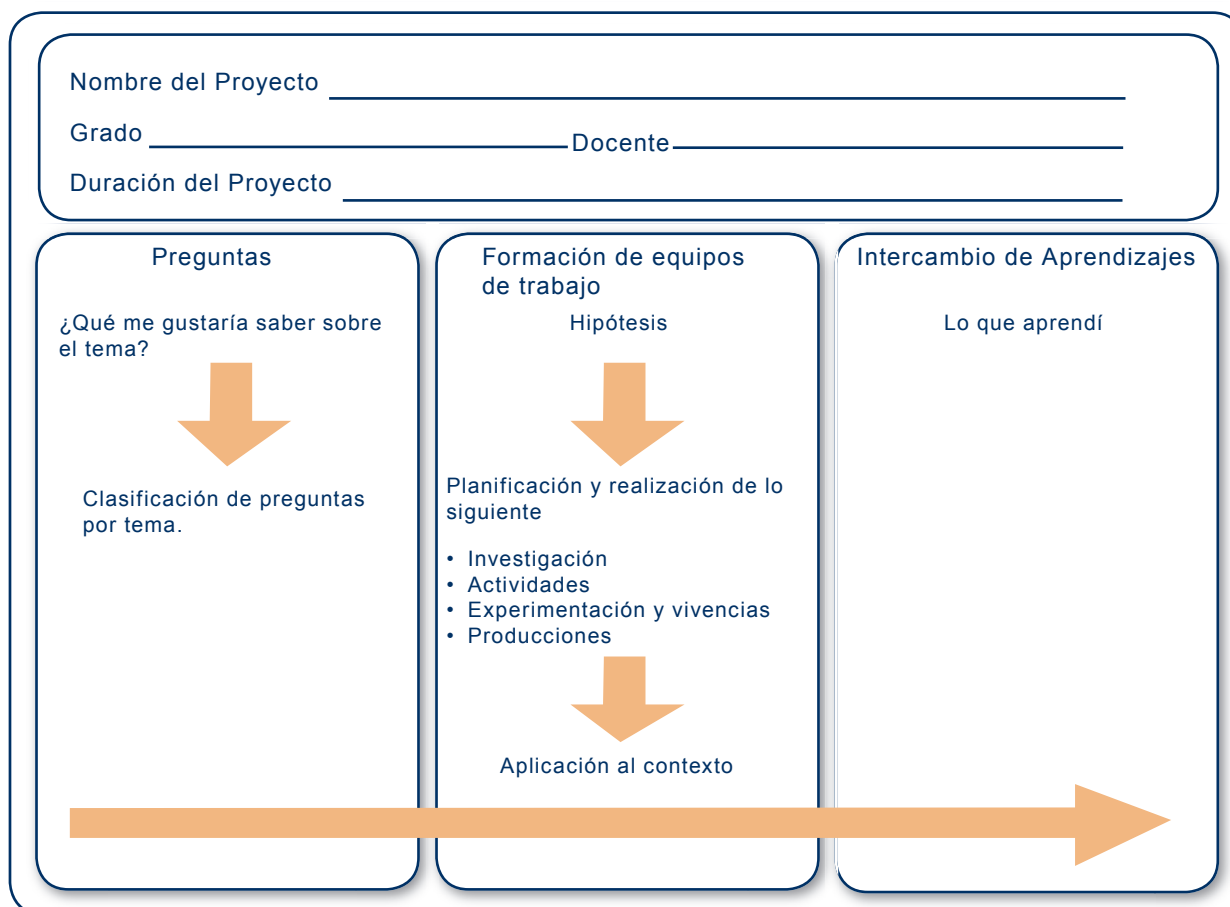 Nombre del Proyecto
Grado Docente
Duración del Proyecto
Preguntas
¿Qué me gustaría saber sobre
el tema?
Clasificación de preguntas
por tema.
Formación de equipos
de trabajo
Hipótesis
Planificación y realización de lo
siguiente
• Investigación
• Actividades
• Experimentación y vivencias
• Producciones
Aplicación al contexto
Intercambio de Aprendizajes
Lo que aprendí